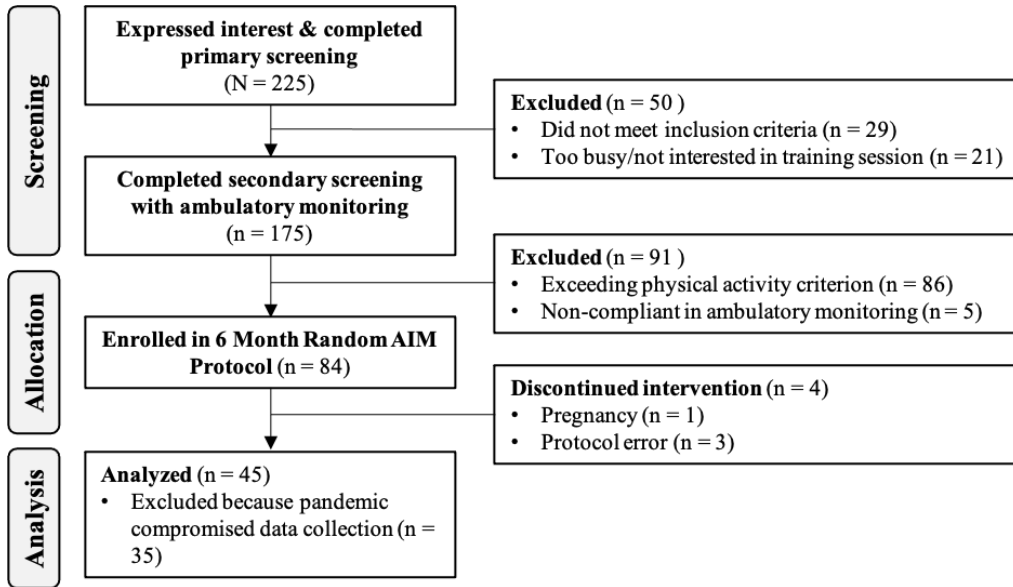 Screening
Expressed interest & completed
primary screening
(N = 225)
Excluded (n = 50 )
• Did not meet inclusion criteria (n = 29)
• Too busy/not interested in training session (n = 21)
Completed secondary screening
with ambulatory monitoring
(n = 175)
Excluded (n = 91 )
• Exceeding physical activity criterion (n = 86)
• Non-compliant in ambulatory monitoring (n = 5)
Allocation
Enrolled in 6 Month Random AIM
Protocol (n = 84)
Discontinued intervention (n = 4)
• Pregnancy (n = 1)
• Protocol error (n = 3)
Analysis
Analyzed (n = 45)
• Excluded because pandemic
compromised data collection (n =
35)